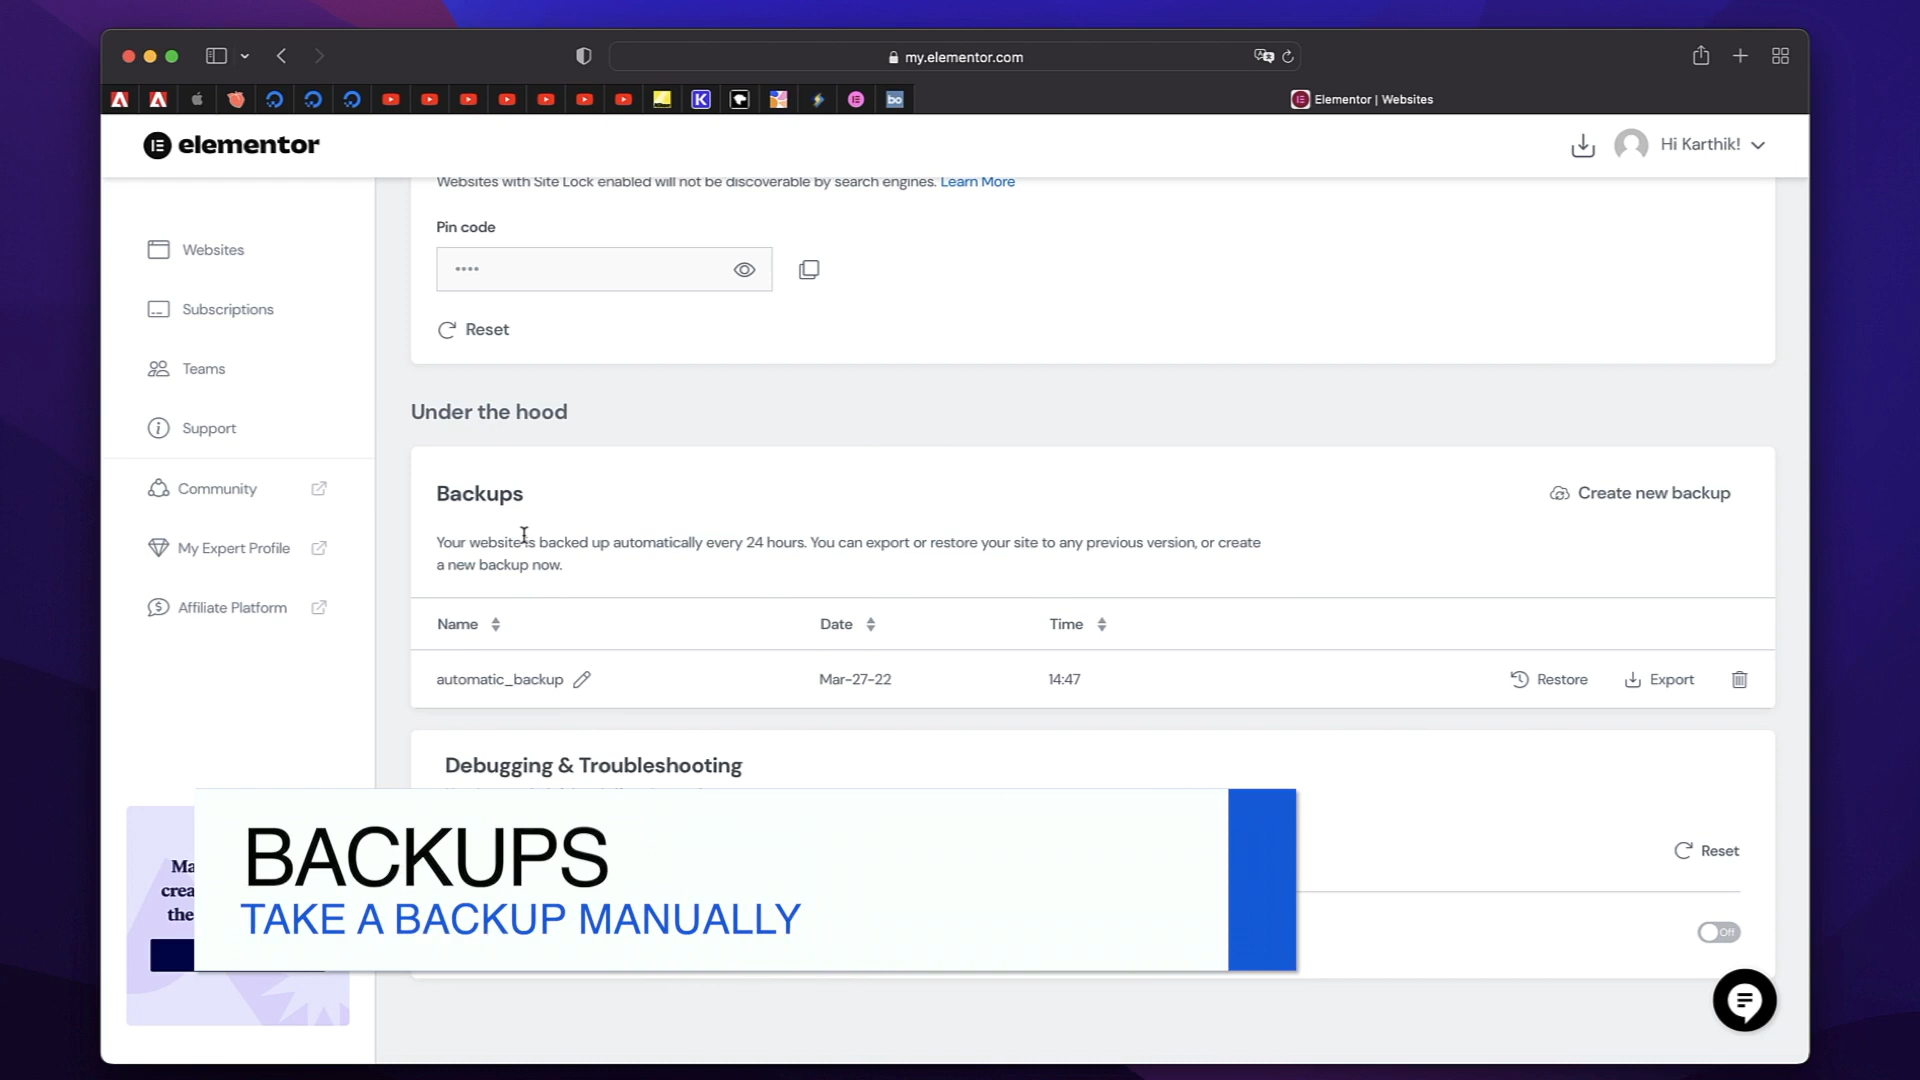 my.elementor.com
K
bo
Elementor | Websites
elementor
Hi Karthik!
Websites with Site Lock enabled will not be discoverable by search engines. Learn More
Pin code
••••
Reset
Websites
Subscriptions
Teams
Support
Community
My Expert Profile
Affiliate Platform
Under the hood
Backups
Create new backup
Your website is backed up automatically every 24 hours. You can export or restore your site to any previous version, or create
a new backup now.
Name
Date
Time
automatic_backup
Mar-27-22
14:47
Restore
Export
Debugging & Troubleshooting
Reset
Off
Ma
crea
the
BACKUPS
TAKE A BACKUP MANUALLY